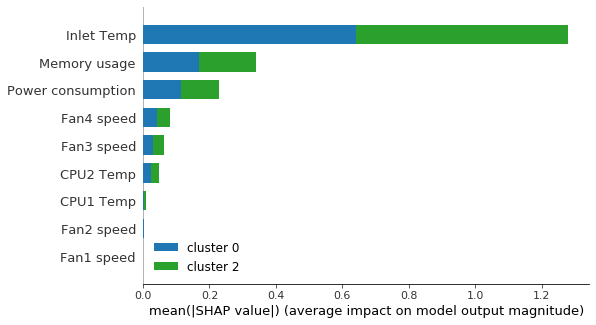 Inlet Temp
Memory usage
Power consumption
Fan4 speed
Fan3 speed
CPU2 Temp
CPU1 Temp
Fan2 speed
Fan1 speed
cluster 0
cluster 2
0.0 0.2 0.4 0.6 0.8 1.0 1.2
mean(|SHAP value|) (average impact on model output magnitude)